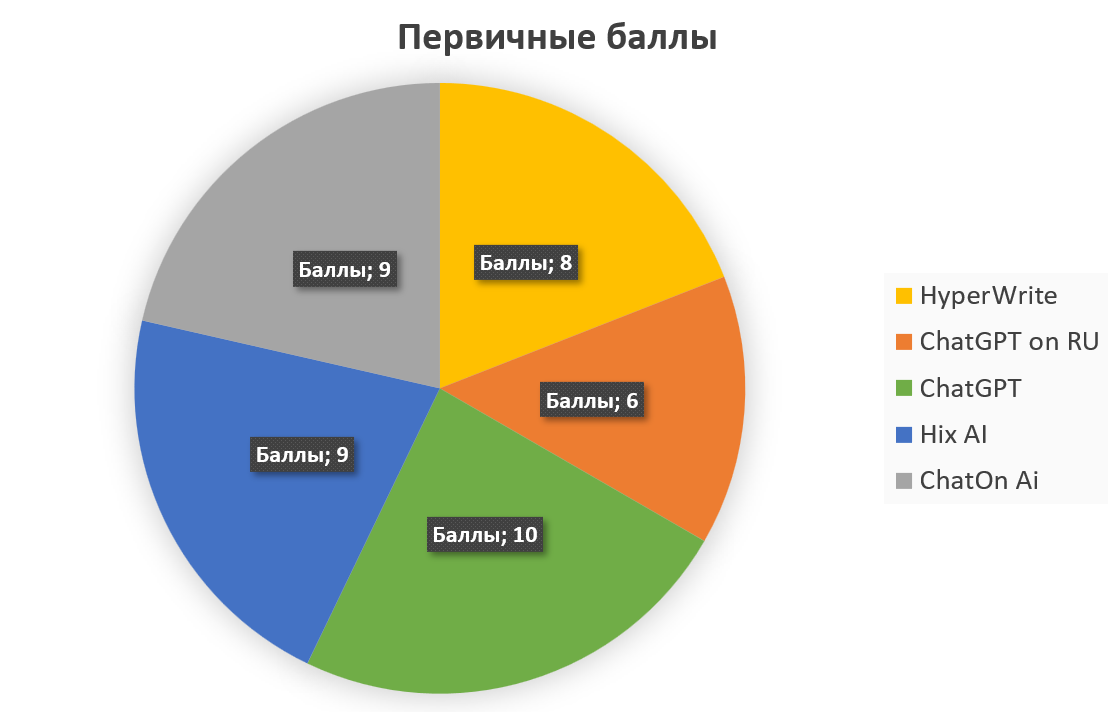 Первичные баллы
Баллы; 9
Баллы; 8
Баллы; 6
Баллы; 9
Баллы; 10
HyperWrite
ChatGPT on RU
ChatGPT
Hix AI
ChatOn Ai